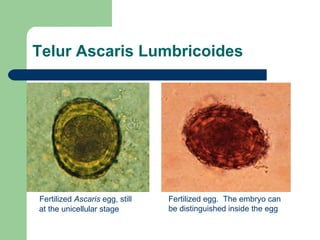 Telur Ascaris Lumbricoides
Fertilized Ascaris egg, still
at the unicellular stage
Fertilized egg.  The embryo can
be distinguished inside the egg